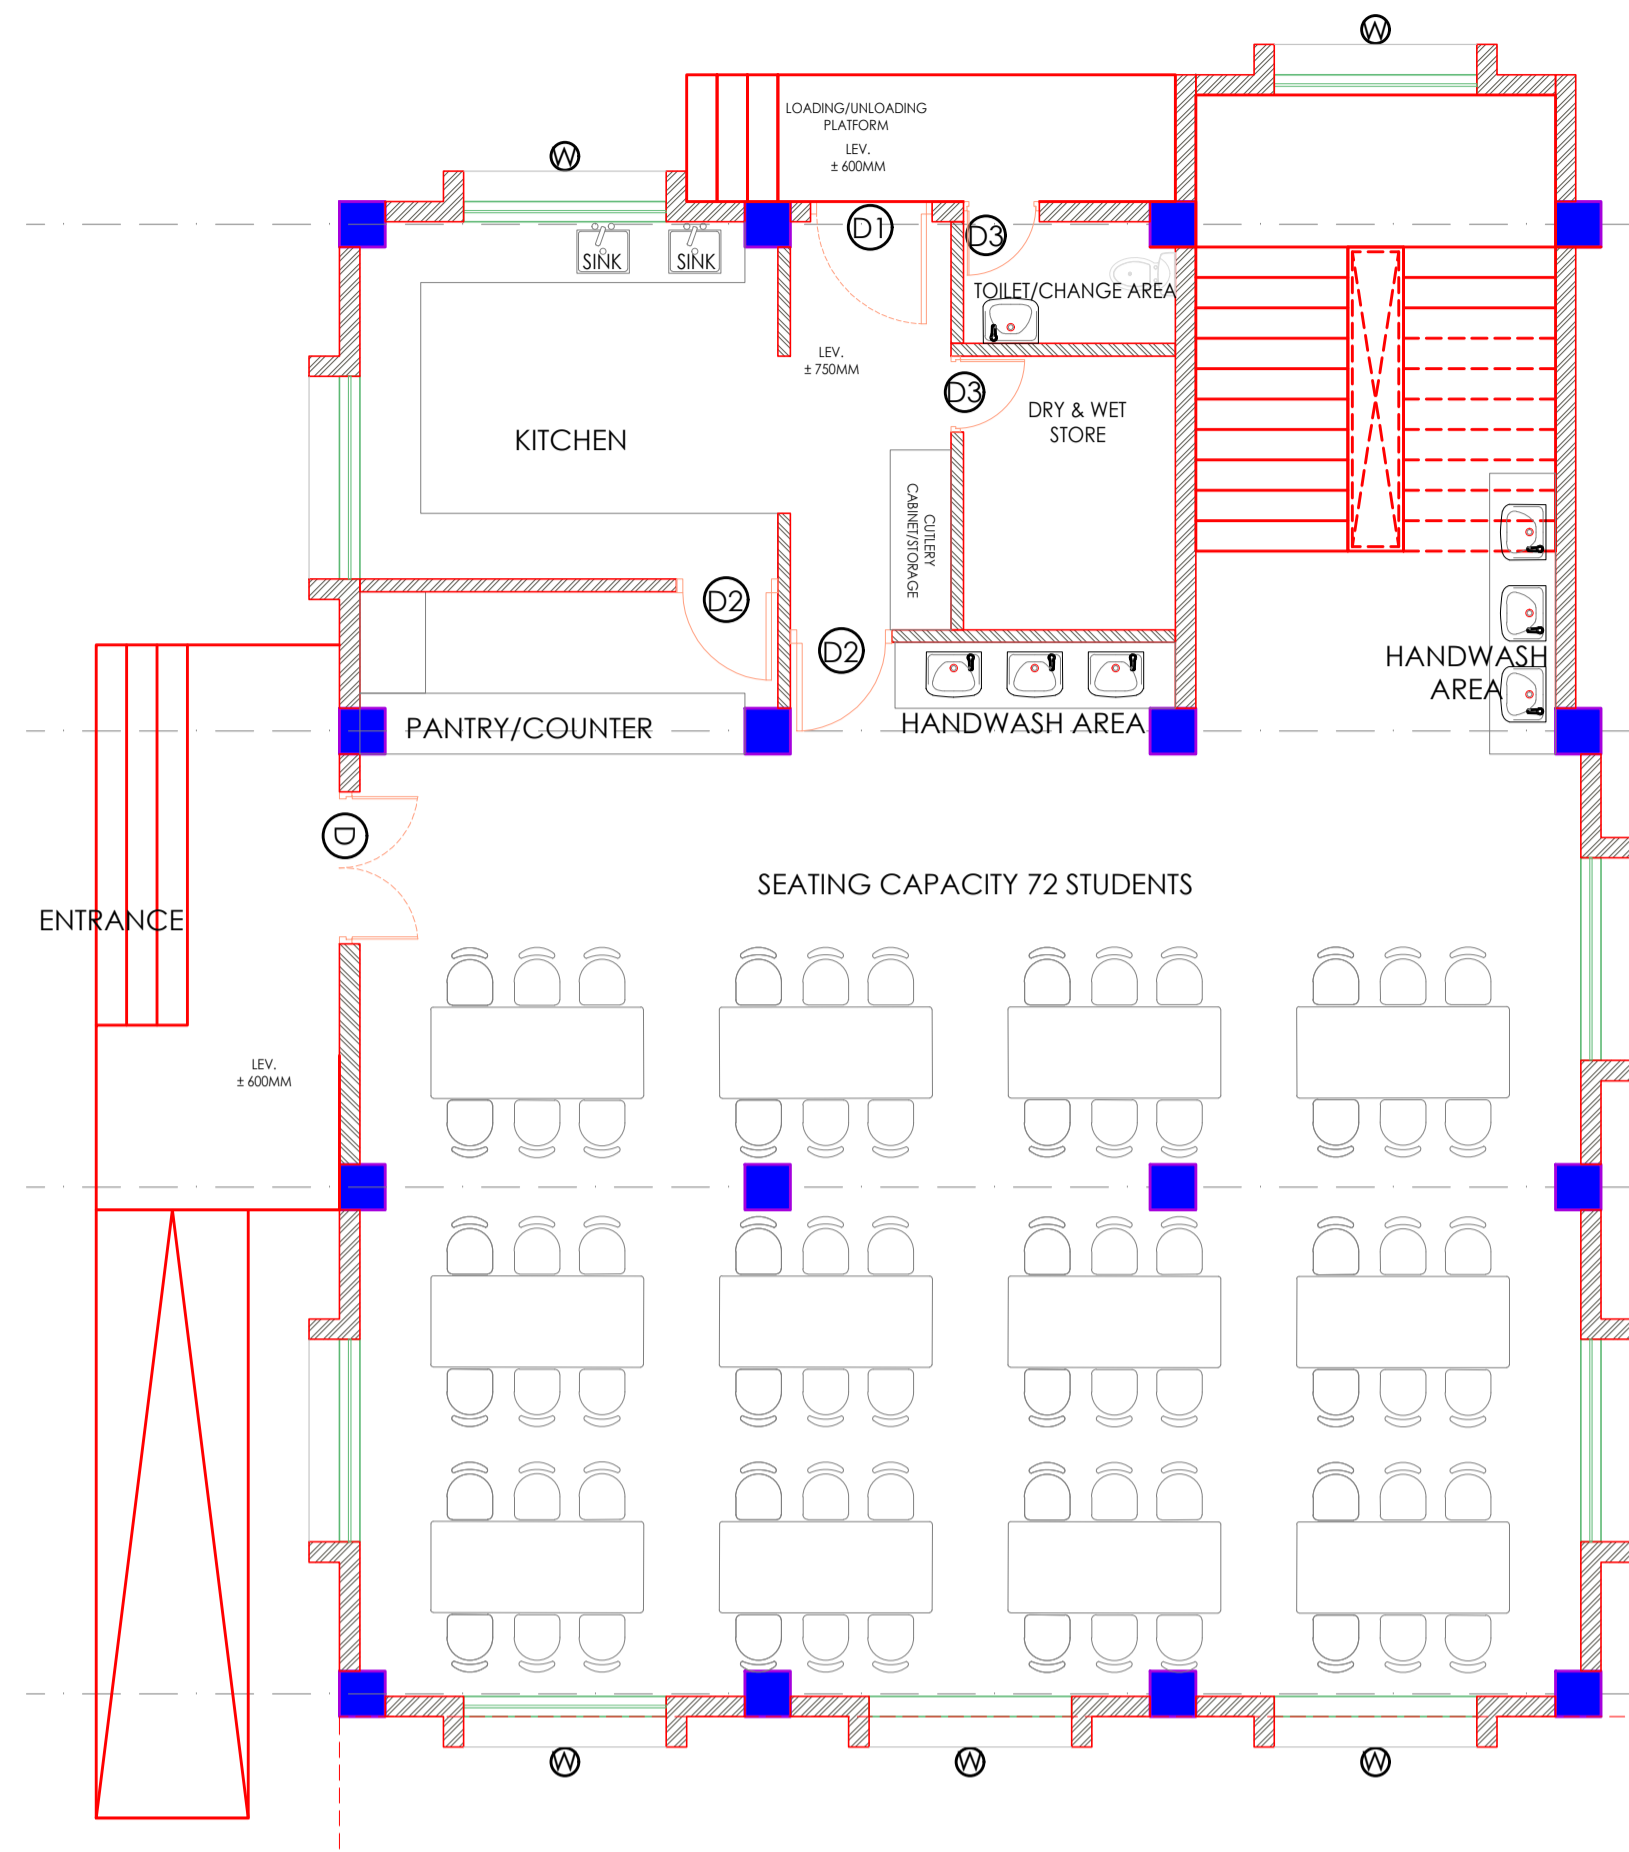 W
LOADING/UNLOADING
PLATFORM
LEV.
± 600MM
W
D1
D3
SINK
SINK
TOILET/CHANGE AREA
LEV.
± 750MM
D3
DRY & WET
STORE
KITCHEN
CUTLERY
CABINET/STORAGE
D2
D2
HANDWASH
AREA
PANTRY/COUNTER
HANDWASH AREA
D
SEATING CAPACITY 72 STUDENTS
ENTRANCE
LEV.
± 600MM
W
W
W